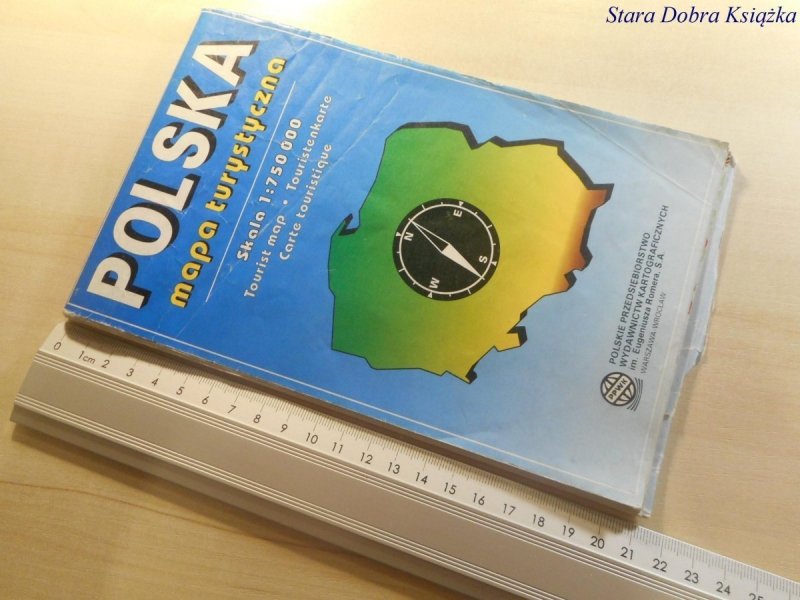 Stara Dobra Książka
POLSKA
mapa turystyczna
Skala 1:750 000
Tourist map • Touristenkarte
Carte touristique
N
E
S
W
POLSKIE PRZEDSIĘBIORSTWO
WYDAWNICTW KARTOGRAFICZNYCH
im. Eugeniusza Romera, S.A.
WARSZAWA-WROCŁAW
PPWK
0 1cm 2 3 4 5 6 7 8 9 10 11 12 13 14 15 16 17 18 19 20 21 22 23 24 25